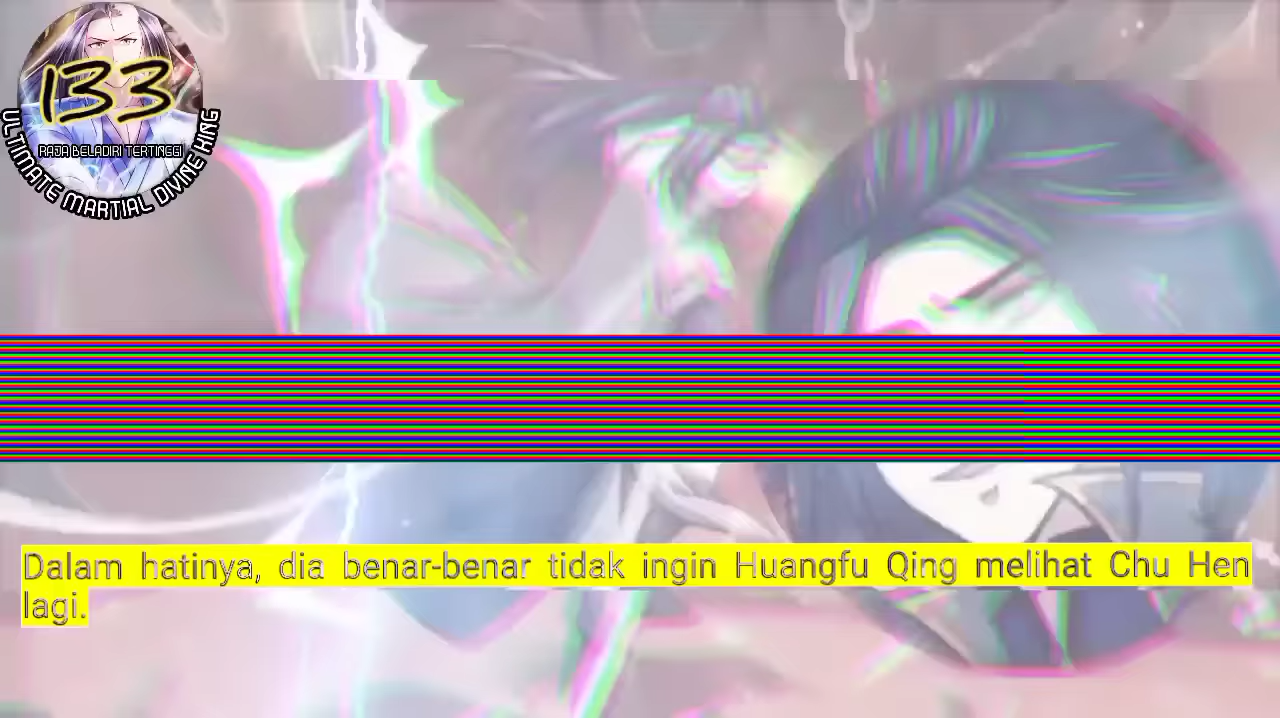 133
RAJA BELADIRI TERTINGGI
ULTIMATE MARTIAL DIVINE KING
Dalam hatinya, dia benar-benar tidak ingin Huangfu Qing melihat Chu Hen
lagi.